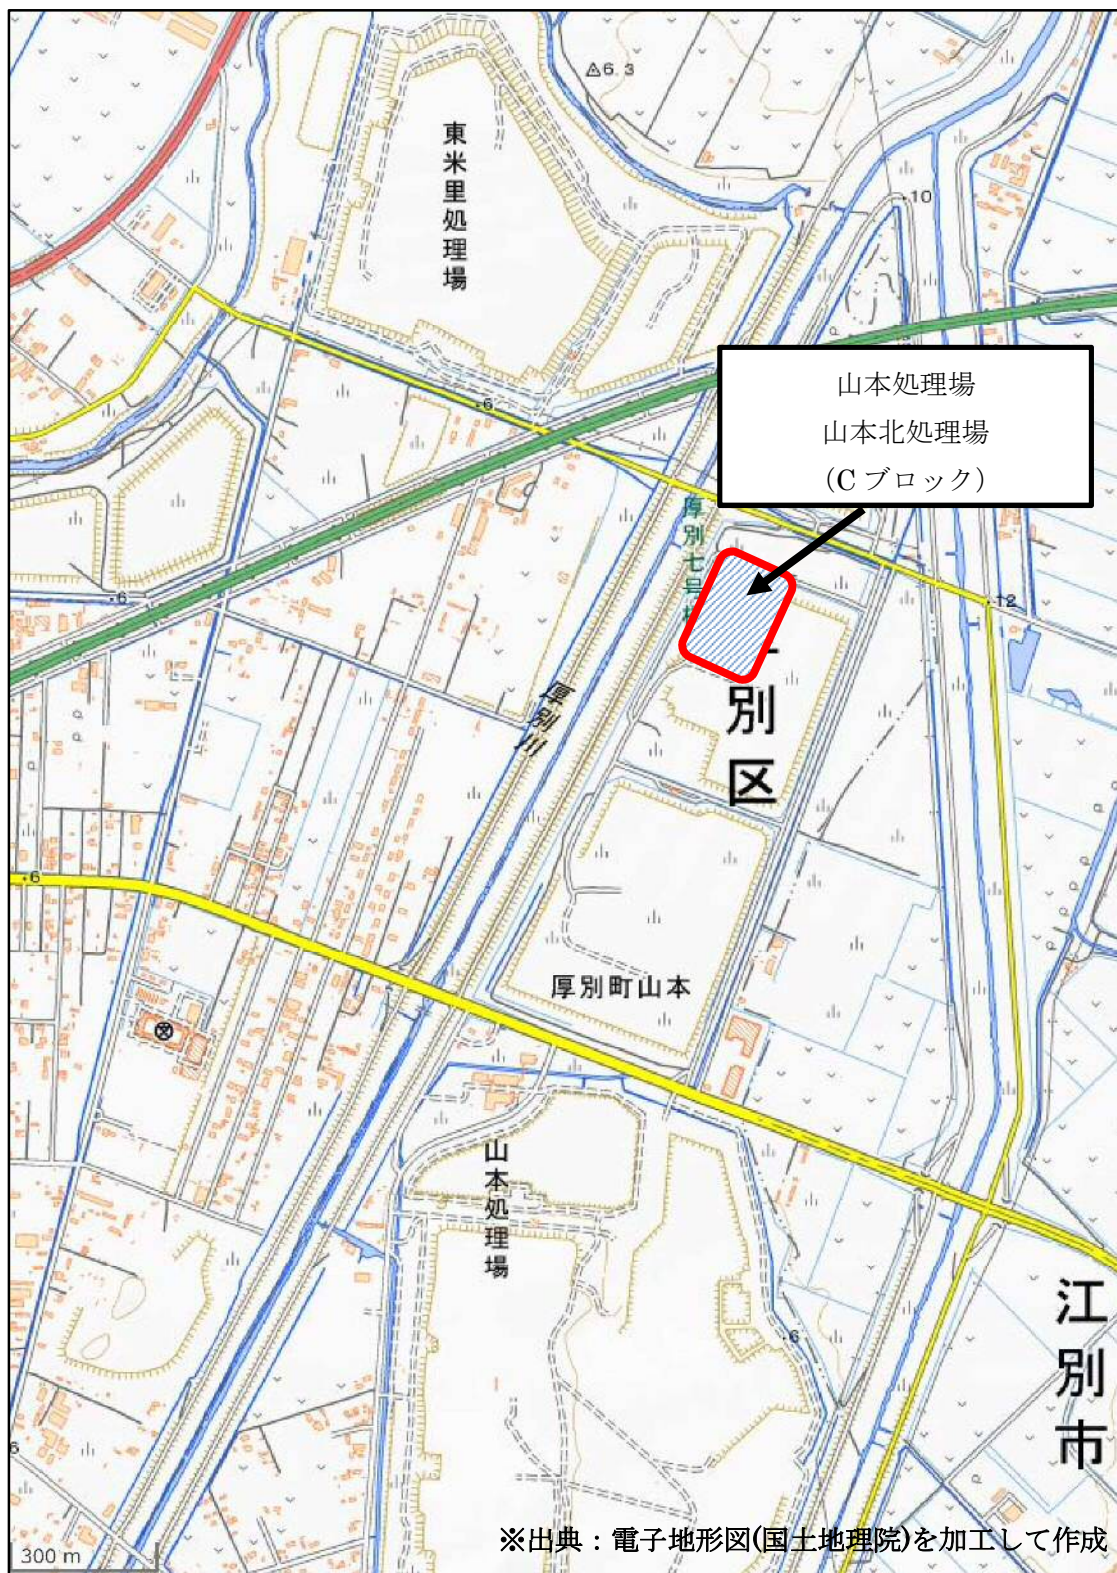 6.3
東米里処理場
10
山本処理場
山本北処理場
(C ブロック)
6
厚別七号
6
12
別区
厚別川
6
厚別町山本
山本処理場
6
江別市
6
※出典：電子地形図(国土地理院)を加工して作成
300 m